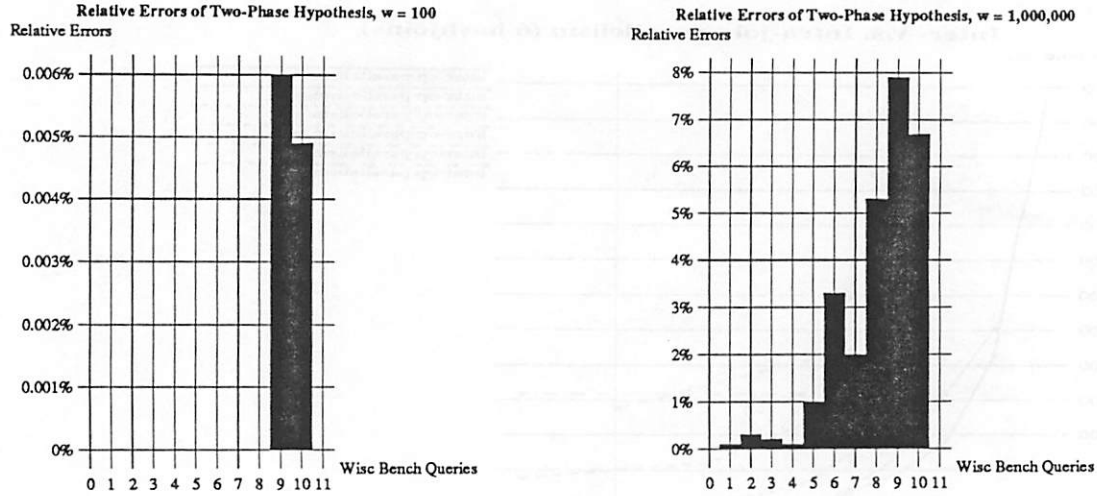 Relative Errors of Two-Phase Hypothesis, w = 100
Relative Errors
0.006%
0.005%
0.004%
0.003%
0.002%
0.001%
0%
Wisc Bench Queries
0 1 2 3 4 5 6 7 8 9 10 11
Relative Errors of Two-Phase Hypothesis, w = 1,000,000
Relative Errors
8%
7%
6%
5%
4%
3%
2%
1%
0%
Wisc Bench Queries
0 1 2 3 4 5 6 7 8 9 10 11